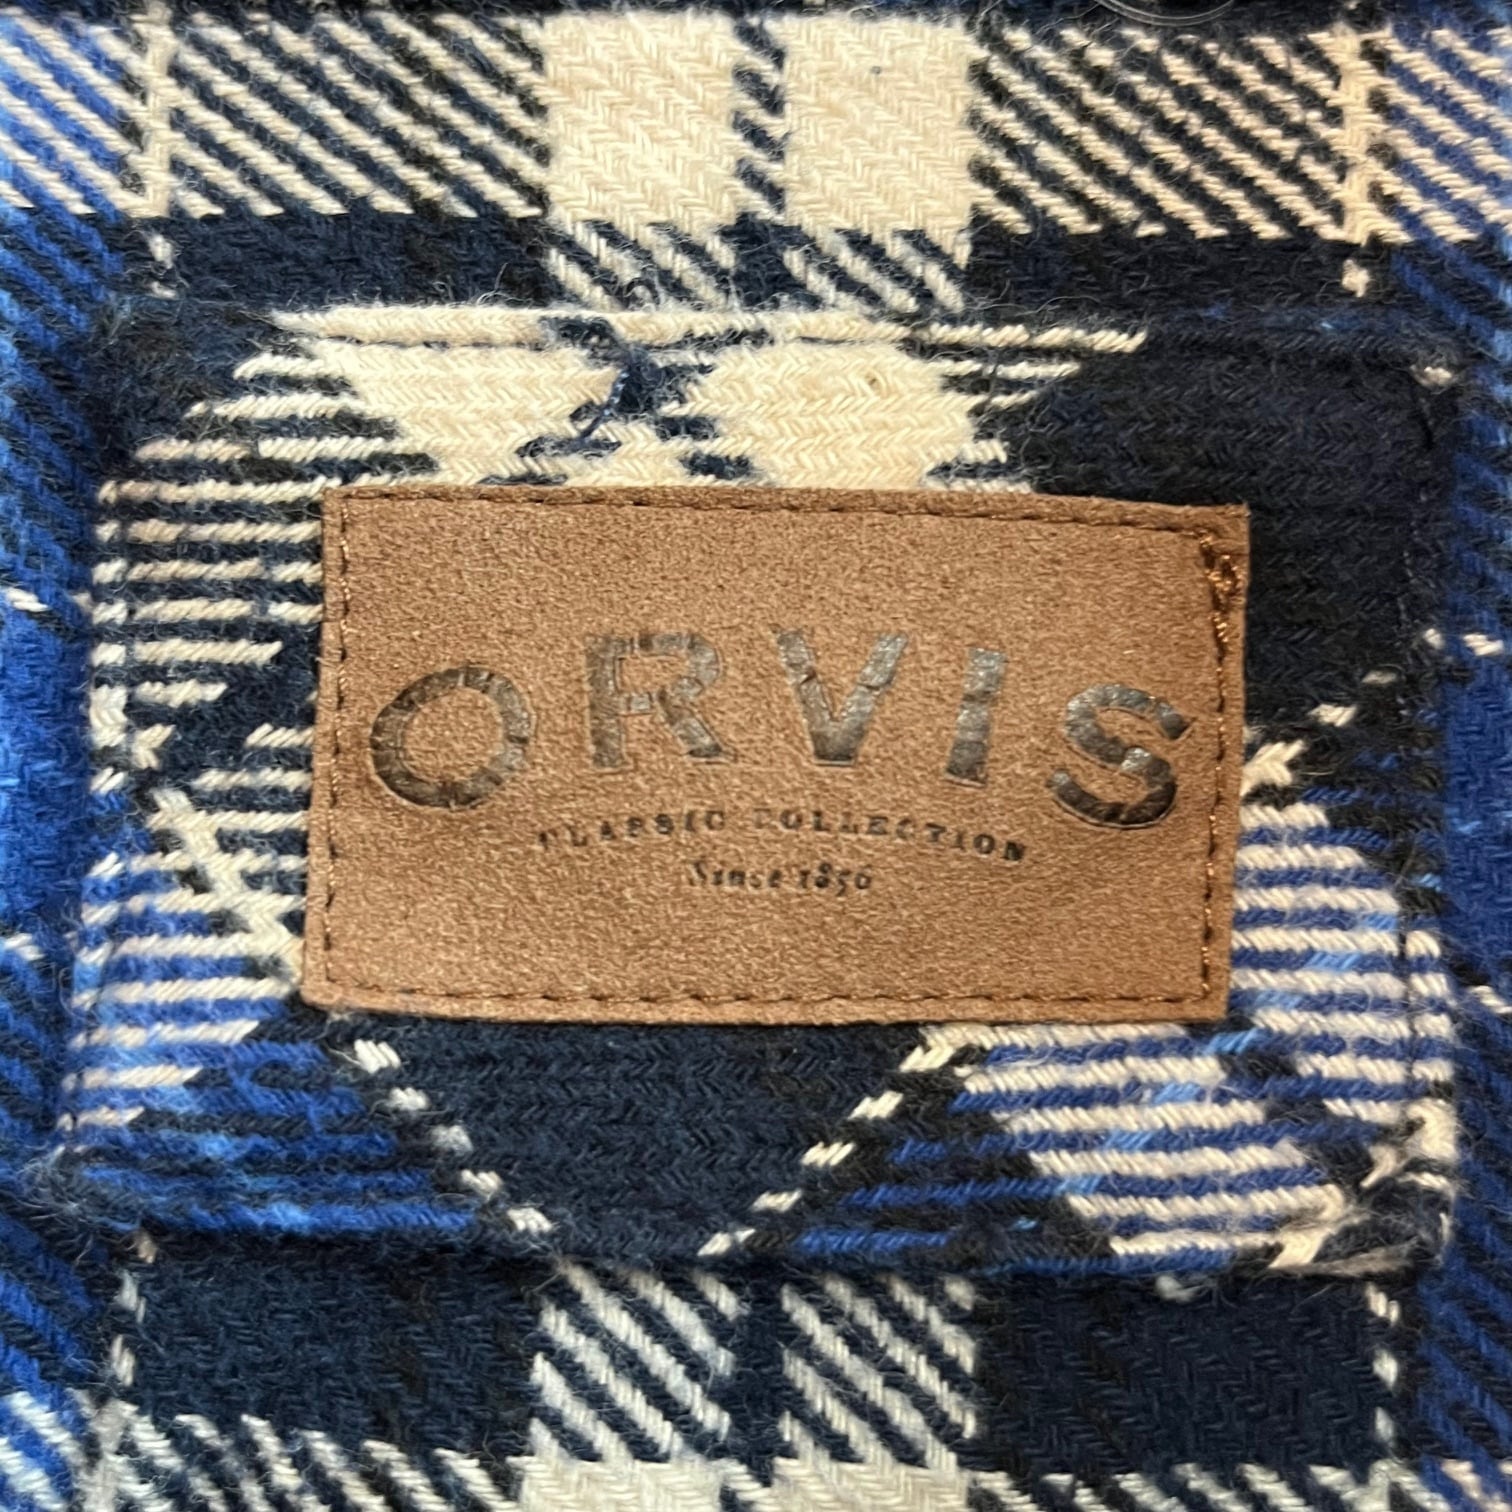 ORVIS
CLASSIC COLLECTION
Since 1856